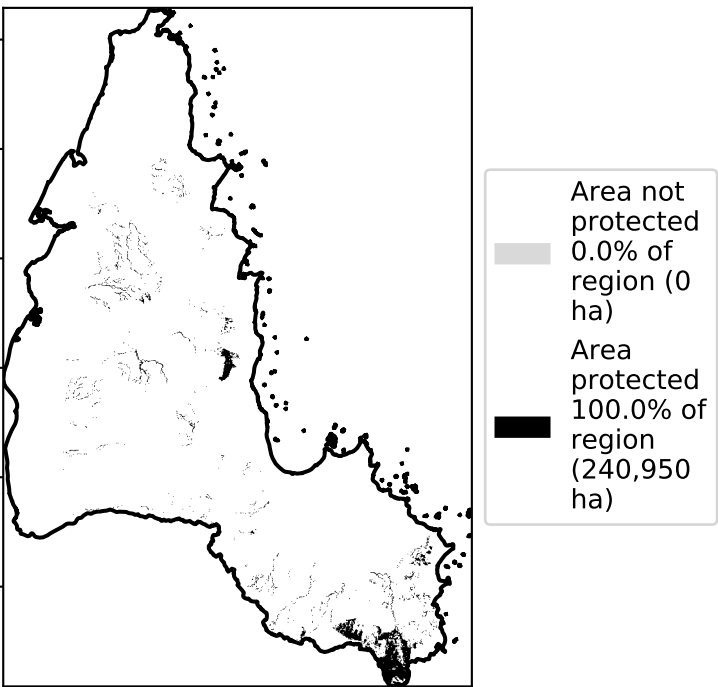 Area not
protected
0.0% of
region (0
ha)
Area
protected
100.0% of
region
(240,950
ha)